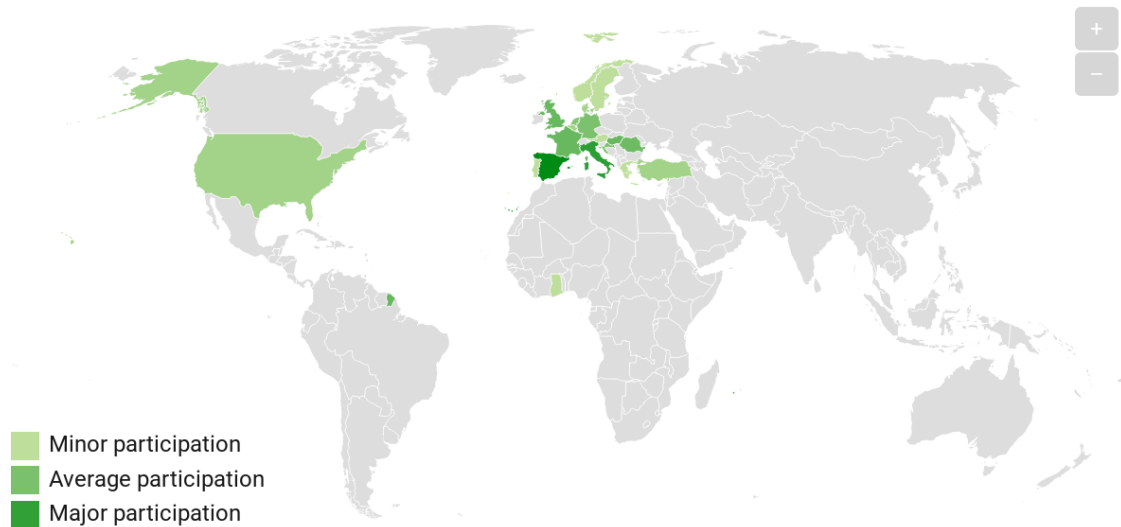 +
−
Minor participation
Average participation
Major participation